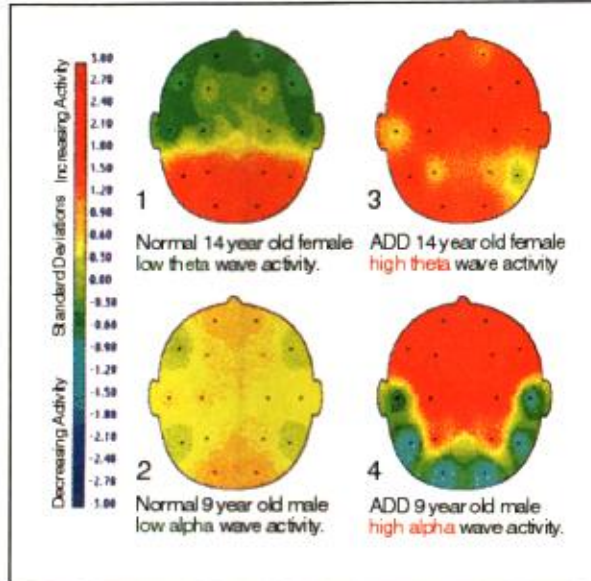 Increasing Activity
Standard Deviations
Decreasing Activity
3.00
2.70
2.40
2.10
1.80
1.50
1.20
0.90
0.60
0.30
0.00
-0.60
-0.90
-1.20
-1.50
-1.80
-2.10
-2.40
-2.70
1
Normal 14 year old female
low theta wave activity.
3
ADD 14 year old female
high theta wave activity
2
Normal 9 year old male
low alpha wave activity.
4
ADD 9 year old male
high alpha wave activity.